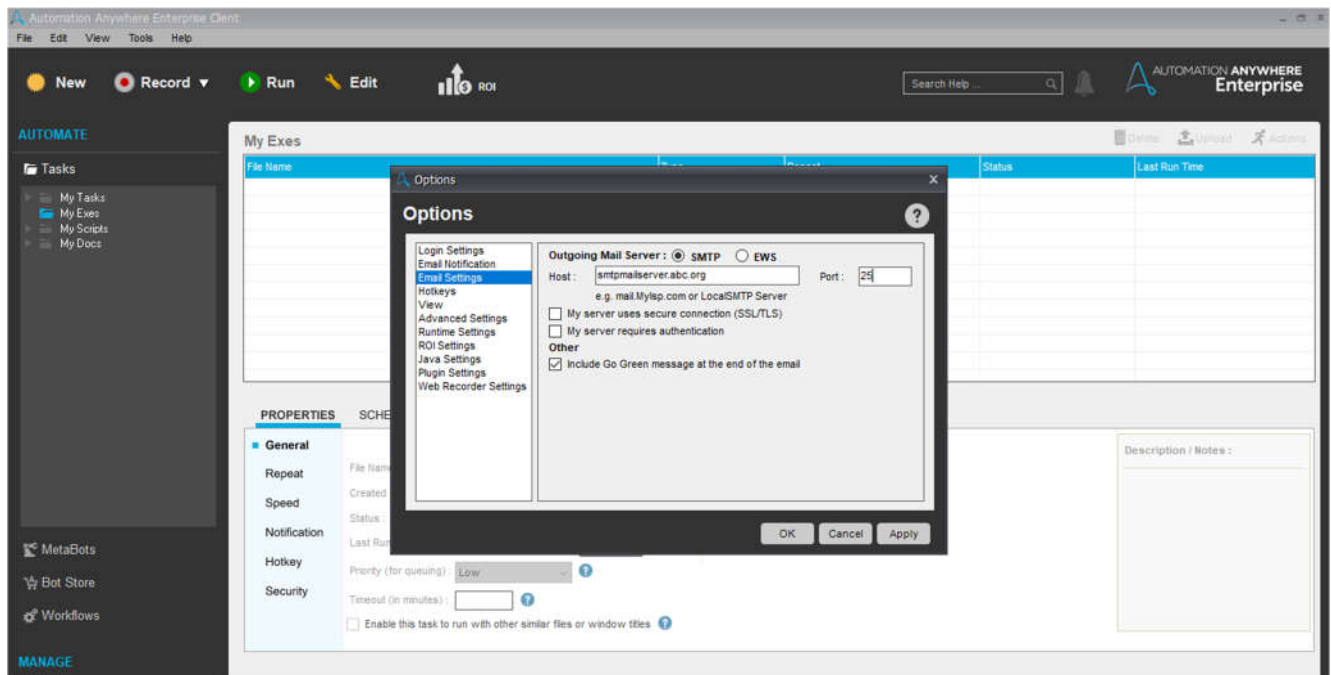 Automation Anywhere Enterprise Client
File Edit View Tools Help
New Record Run Edit ROI Search Help ... AUTOMATION ANYWHERE
Enterprise
AUTOMATE
My Exes Delete Upload Actions
Tasks
File Name Status Last Run Time
My Tasks
My Exes
My Scripts
My Docs
Options
Options
Login Settings
Email Notification
Email Settings
Hotkeys
View
Advanced Settings
Runtime Settings
ROI Settings
Java Settings
Plugin Settings
Web Recorder Settings
Outgoing Mail Server : SMTP EWS
Host : smtpmailserver.abc.org Port : 25
e.g. mail.MyIsp.com or LocalSMTP Server
My server uses secure connection (SSL/TLS)
My server requires authentication
Other
Include Go Green message at the end of the email
OK Cancel Apply
PROPERTIES SCHE
General
Repeat
Speed
Notification
Hotkey
Security
File Nam
Created
Status :
Last Run
Priority (for queuing) : Low
Timeout (in minutes) :
Enable this task to run with other similar files or window titles
Description / Notes :
MetaBots
Bot Store
Workflows
MANAGE